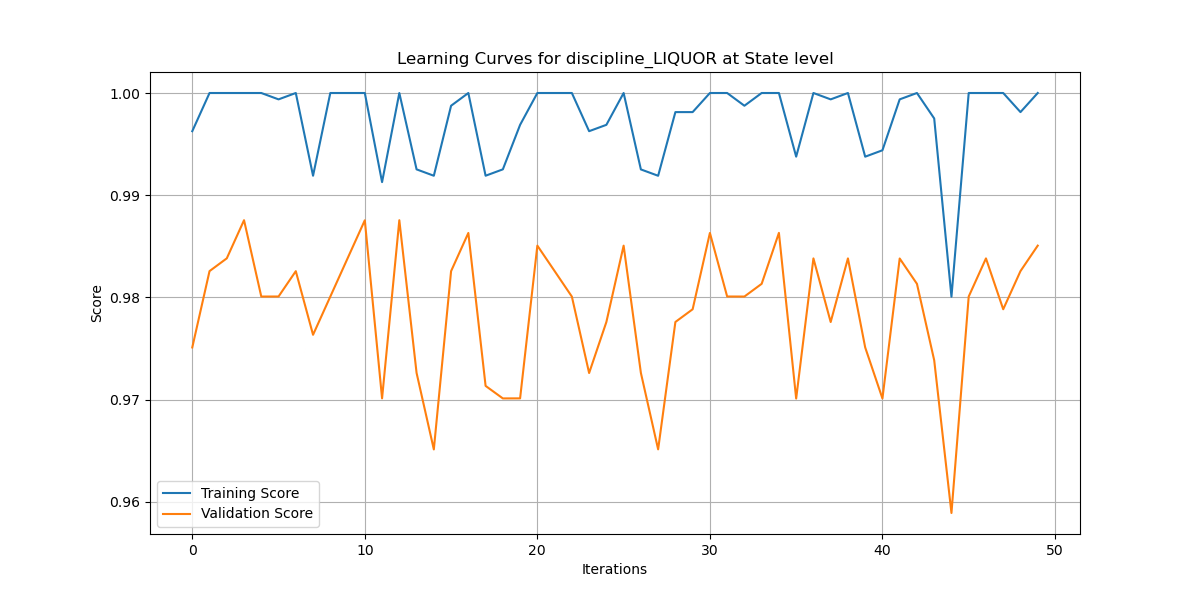 Learning Curves for discipline_LIQUOR at State level
1.00
0.99
0.98
0.97
0.96
Score
Training Score
Validation Score
0 10 20 30 40 50
Iterations